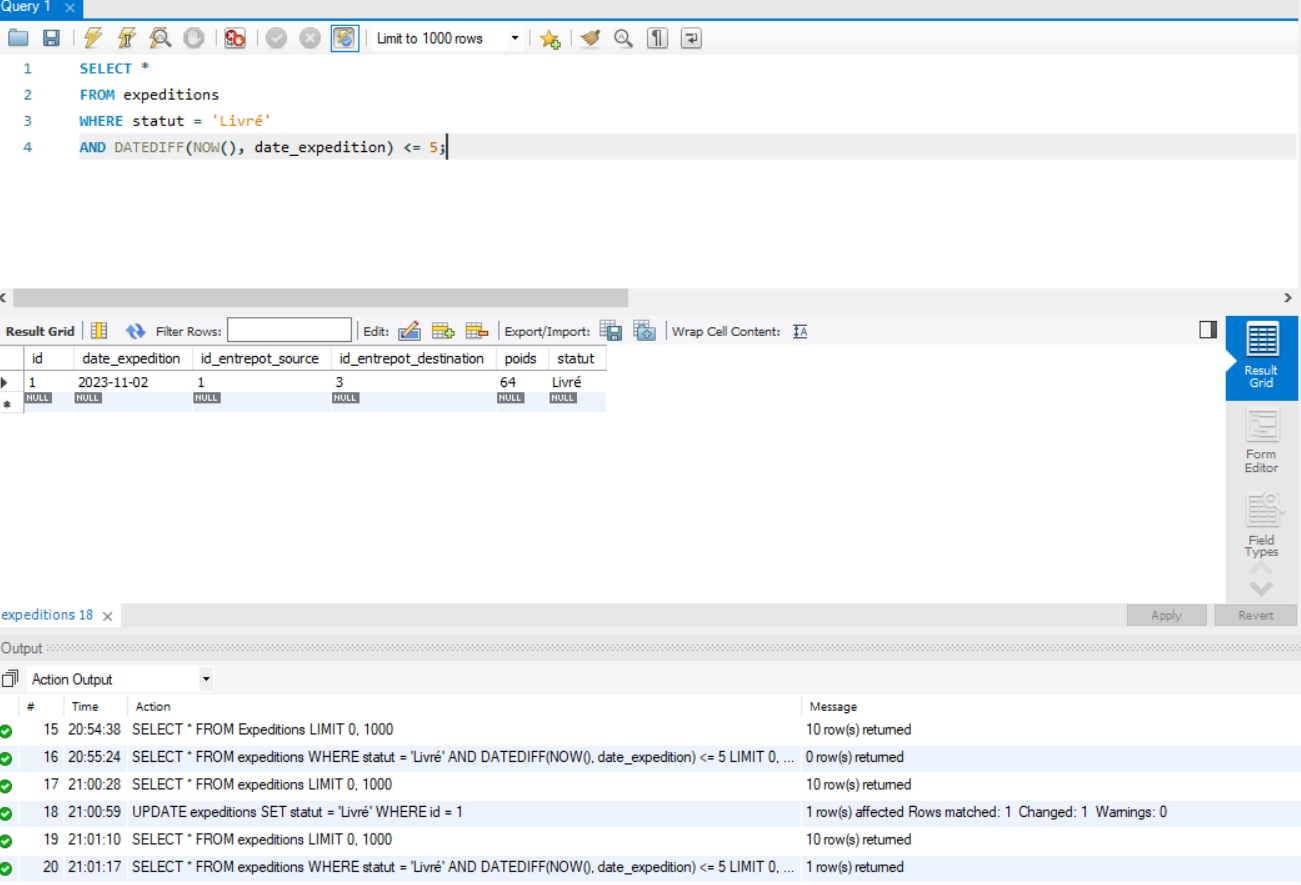 Query 1
Limit to 1000 rows
1 SELECT *
2 FROM expeditions
3 WHERE statut = 'Livré'
4 AND DATEDIFF(NOW(), date_expedition) <= 5;
Result Grid Filter Rows: Edit: Export/Import: Wrap Cell Content:
id date_expedition id_entrepot_source id_entrepot_destination poids statut
1 2023-11-02 1 3 64 Livré
NULL NULL NULL NULL NULL NULL
Result
Grid
Form
Editor
Field
Types
expeditions 18 Apply Revert
Output
Action Output
# Time Action Message
15 20:54:38 SELECT * FROM Expeditions LIMIT 0, 1000 10 row(s) returned
16 20:55:24 SELECT * FROM expeditions WHERE statut = 'Livré' AND DATEDIFF(NOW(), date_expedition) <= 5 LIMIT 0, ... 0 row(s) returned
17 21:00:28 SELECT * FROM expeditions LIMIT 0, 1000 10 row(s) returned
18 21:00:59 UPDATE expeditions SET statut = 'Livré' WHERE id = 1 1 row(s) affected Rows matched: 1 Changed: 1 Warnings: 0
19 21:01:10 SELECT * FROM expeditions LIMIT 0, 1000 10 row(s) returned
20 21:01:17 SELECT * FROM expeditions WHERE statut = 'Livré' AND DATEDIFF(NOW(), date_expedition) <= 5 LIMIT 0, ... 1 row(s) returned